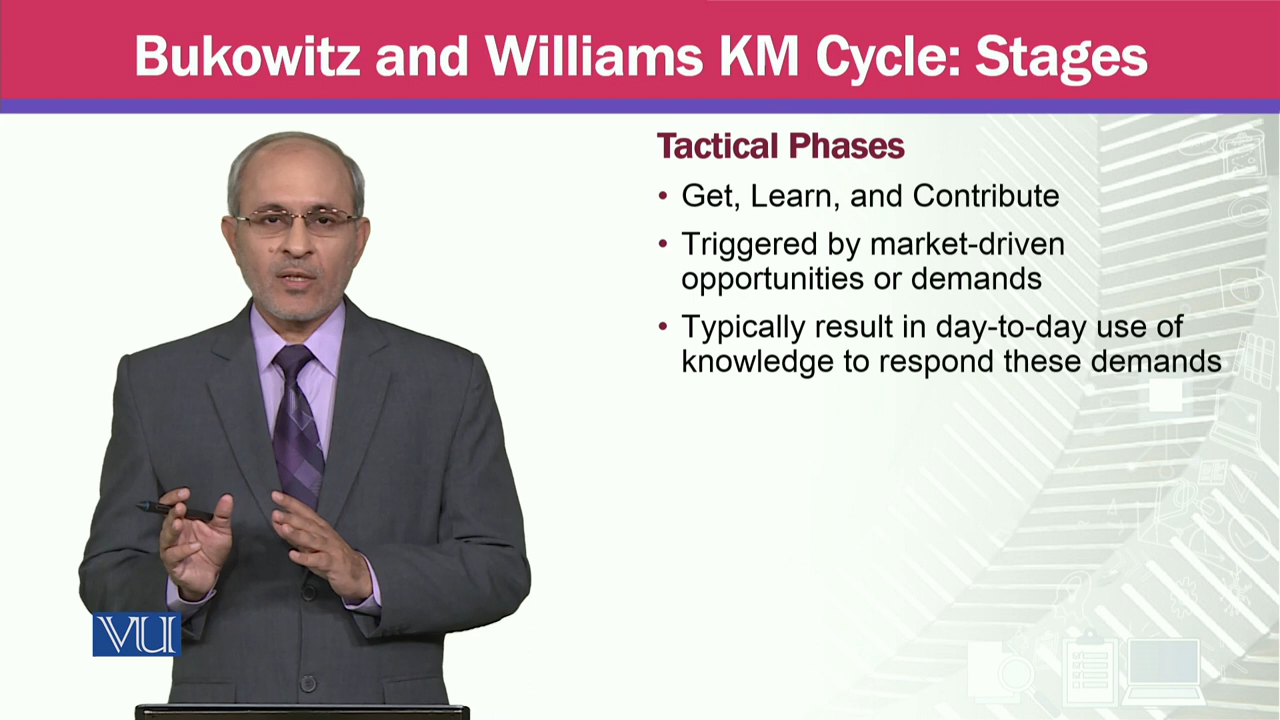 Bukowitz and Williams KM Cycle: Stages
Tactical Phases
• Get, Learn, and Contribute
• Triggered by market-driven
opportunities or demands
• Typically result in day-to-day use of
knowledge to respond these demands
VU